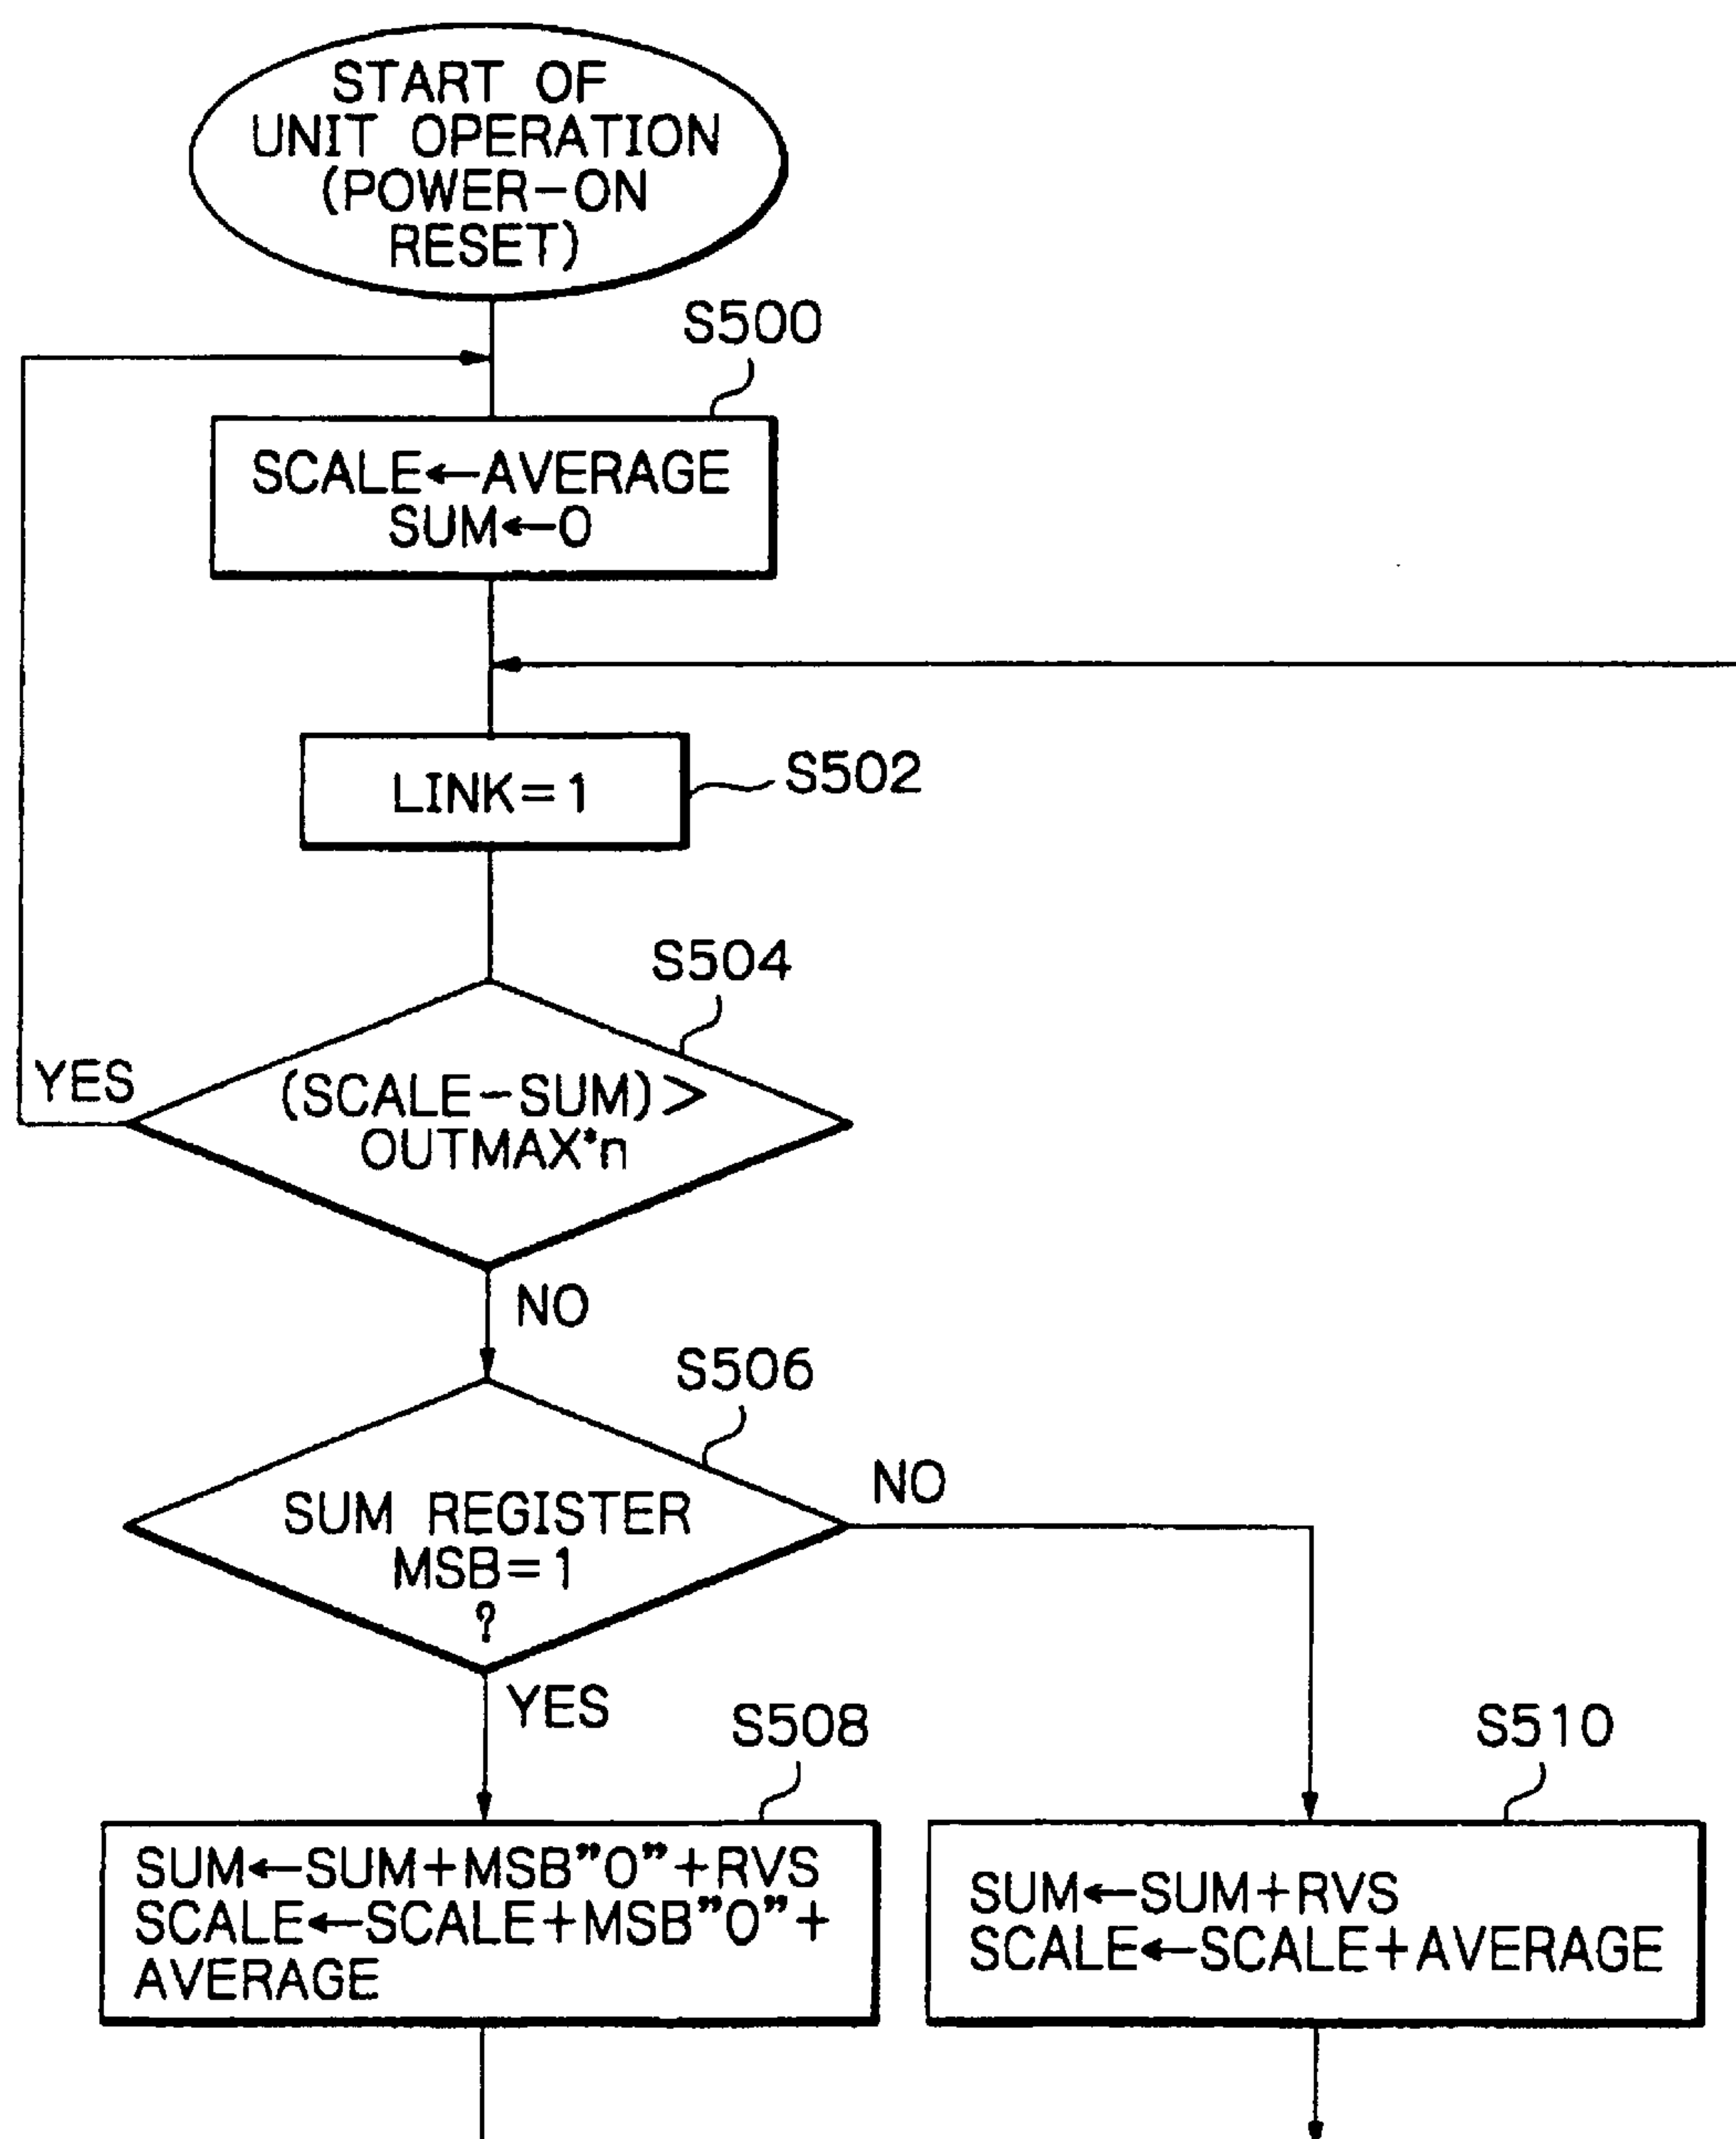 START OF
UNIT OPERATION
(POWER-ON
RESET)
S500
SCALE←AVERAGE
SUM←0
LINK=1
S502
S504
YES
(SCALE-SUM)>
OUTMAX*n
NO
S506
NO
SUM REGISTER
MSB=1
?
YES
S508
S510
SUM←SUM+MSB”0”+RVS
SCALE←SCALE+MSB”0”+
AVERAGE
SUM←SUM+RVS
SCALE←SCALE+AVERAGE